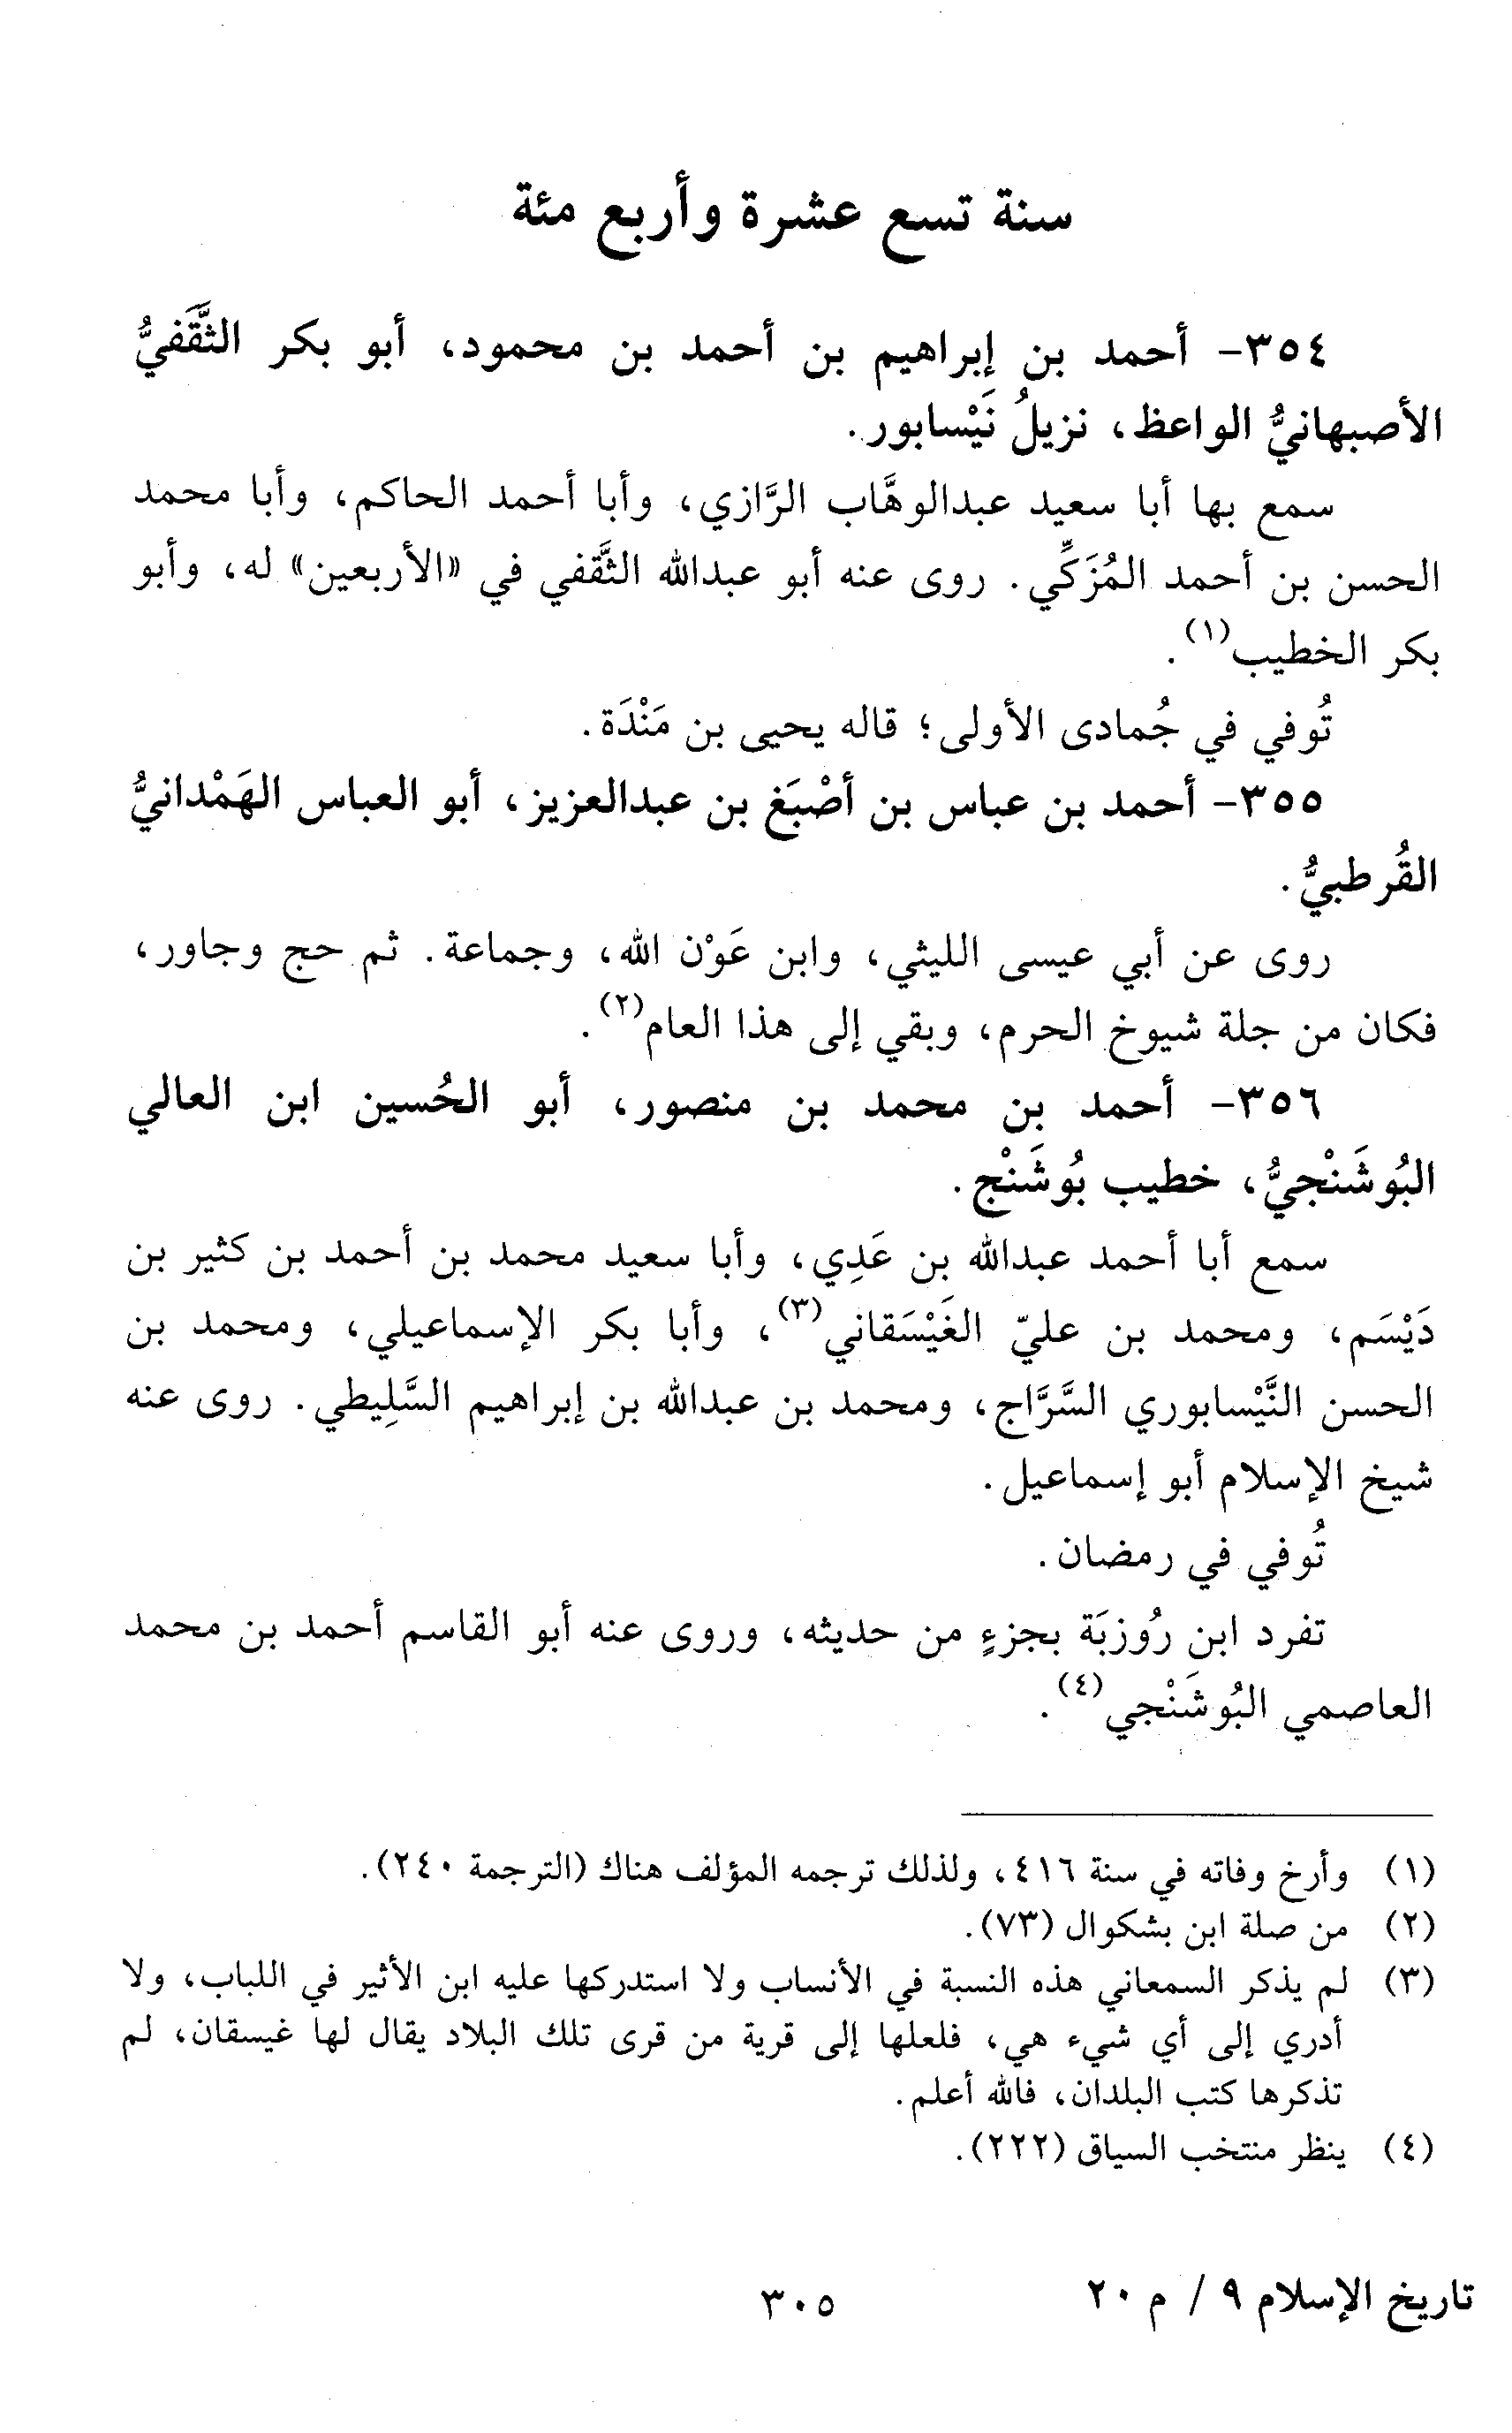 سنة تسع عشرة وأربع مئة
٣٥٤- أحمد بن إبراهيم بن أحمد بن محمود، أبو بكر الثَّقَفيُّ
الأصبهانيُّ الواعظ، نزيلُ نَيْسابور.
سمع بها أبا سعيد عبدالوهَّاب الرَّازي، وأبا أحمد الحاكم، وأبا محمد
الحسن بن أحمد المُزَكِّي. روى عنه أبو عبدالله الثَّقفي في «الأربعين» له، وأبو
بكر الخطيب(١).
تُوفي في جُمادى الأولى؛ قاله يحيى بن مَنْدَة.
٣٥٥- أحمد بن عباس بن أصْبَغ بن عبدالعزيز، أبو العباس الهَمْدانيُّ
القُرطبيُّ.
روى عن أبي عيسى الليثي، وابن عَوْن الله، وجماعة. ثم حج وجاور،
فكان من جلة شيوخ الحرم، وبقي إلى هذا العام(٢).
٣٥٦- أحمد بن محمد بن منصور، أبو الحُسين ابن العالي
البُوشَنْجيُّ، خطيب بُوشَنْج.
سمع أبا أحمد عبدالله بن عَدِي، وأبا سعيد محمد بن أحمد بن كثير بن
دَيْسَم، ومحمد بن عليّ الغَيْسَقاني(٣)، وأبا بكر الإسماعيلي، ومحمد بن
الحسن النَّيْسابوري السَّرَّاج، ومحمد بن عبدالله بن إبراهيم السَّلِيطي. روى عنه
شيخ الإسلام أبو إسماعيل.
تُوفي في رمضان.
تفرد ابن رُوزبَة بجزءٍ من حديثه، وروى عنه أبو القاسم أحمد بن محمد
العاصمي البُوشَنْجي(٤).
(١) وأرخ وفاته في سنة ٤١٦، ولذلك ترجمه المؤلف هناك (الترجمة ٢٤٠).
(٢) من صلة ابن بشكوال (٧٣).
(٣) لم يذكر السمعاني هذه النسبة في الأنساب ولا استدركها عليه ابن الأثير في اللباب، ولا
أدري إلى أي شيء هي، فلعلها إلى قرية من قرى تلك البلاد يقال لها غيسقان، لم
تذكرها كتب البلدان، فالله أعلم.
(٤) ينظر منتخب السياق (٢٢٢).
تاريخ الإسلام ٩ / م ٢٠
٣٠٥